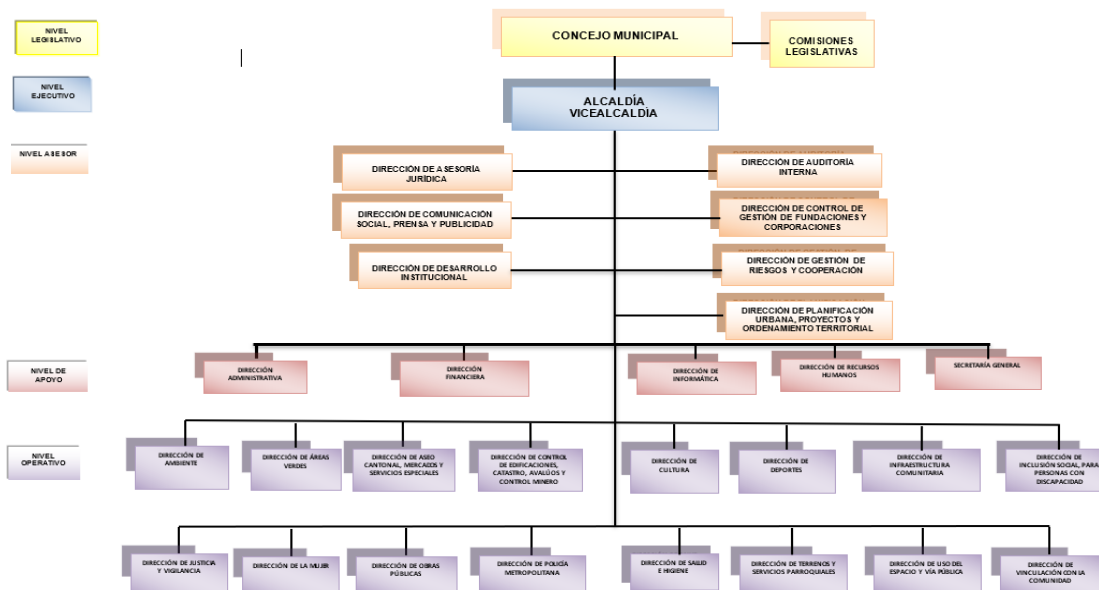 NIVEL
LEGISLATIVO
CONCEJO MUNICIPAL
COMISIONES
LEGISLATIVAS
NIVEL
EJECUTIVO
ALCALDÍA
VICEALCALDÌA
NIVEL ASESOR
DIRECCIÓN DE ASESORÍA
JURÍDICA
DIRECCIÓN DE AUDITORÍA
INTERNA
DIRECCIÓN DE COMUNICACIÓN
SOCIAL, PRENSA Y PUBLICIDAD
DIRECCIÓN DE CONTROL DE
GESTIÓN DE FUNDACIONES Y
CORPORACIONES
DIRECCIÓN DE DESARROLLO
INSTITUCIONAL
DIRECCIÓN DE GESTIÓN DE
RIESGOS Y COOPERACIÓN
DIRECCIÓN DE PLANIFICACIÓN
URBANA, PROYECTOS Y
ORDENAMIENTO TERRITORIAL
NIVEL DE
APOYO
DIRECCIÓN
ADMINISTRATIVA
DIRECCIÓN
FINANCIERA
DIRECCIÓN DE
INFORMÁTICA
DIRECCIÓN DE RECURSOS
HUMANOS
SECRETARÍA GENERAL
NIVEL
OPERATIVO
DIRECCIÓN DE
AMBIENTE
DIRECCIÓN DE ÁREAS
VERDES
DIRECCIÓN DE ASEO
CANTONAL, MERCADOS Y
SERVICIOS ESPECIALES
DIRECCIÓN DE CONTROL
DE EDIFICACIONES,
CATASTRO, AVALÚOS Y
CONTROL MINERO
DIRECCIÓN DE
CULTURA
DIRECCIÓN DE
DEPORTES
DIRECCIÓN DE
INFRAESTRUCTURA
COMUNITARIA
DIRECCIÓN DE
INCLUSIÓN SOCIAL, PARA
PERSONAS CON
DISCAPACIDAD
DIRECCIÓN DE JUSTICIA
Y VIGILANCIA
DIRECCIÓN DE LA MUJER
DIRECCIÓN DE OBRAS
PÚBLICAS
DIRECCIÓN DE POLICÍA
METROPOLITANA
DIRECCIÓN DE SALUD
E HIGIENE
DIRECCIÓN DE TERRENOS Y
SERVICIOS PARROQUIALES
DIRECCIÓN DE USO DEL
ESPACIO Y VÍA PÚBLICA
DIRECCIÓN DE
VINCULACIÓN CON LA
COMUNIDAD